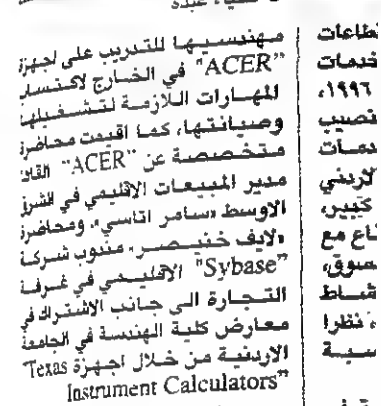 مهندسيها للتدريب على اجهزة
"ACER" في الخارج لاكتساب
المهارات اللازمة لتشغيلها
وصيانتها، كما اقيمت محاضرة
متخصصة عن "ACER" القاها
مدير المبيعات الاقليمي في الشرق
الاوسط «سامر اتاسي»، ومحاضرة
«لايف خنيصر» مندوب شركة
"Sybase" الاقليمي في غرفة
التجارة الى جانب الاشتراك في
معارض كلية الهندسة في الجامعة
الاردنية من خلال اجهزة Texas
Instrument Calculators"
طاعات
خدمات
١٩٩٦،
نصيب
دمات
لاردني
كبير،
اع مع
سوق،
شاط
، نظرا
سبة